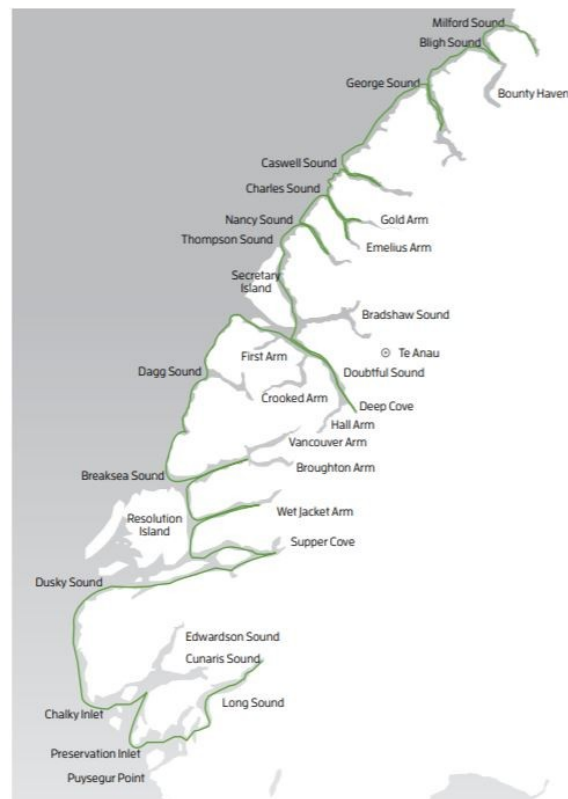 Milford Sound
Bligh Sound
George Sound
Bounty Haven
Caswell Sound
Charles Sound
Nancy Sound
Gold Arm
Thompson Sound
Emelius Arm
Secretary
Island
Bradshaw Sound
First Arm
Te Anau
Dagg Sound
Doubtful Sound
Crooked Arm
Deep Cove
Hall Arm
Vancouver Arm
Breaksea Sound
Broughton Arm
Resolution
Island
Wet Jacket Arm
Supper Cove
Dusky Sound
Edwardson Sound
Cunaris Sound
Long Sound
Chalky Inlet
Preservation Inlet
Puysegur Point